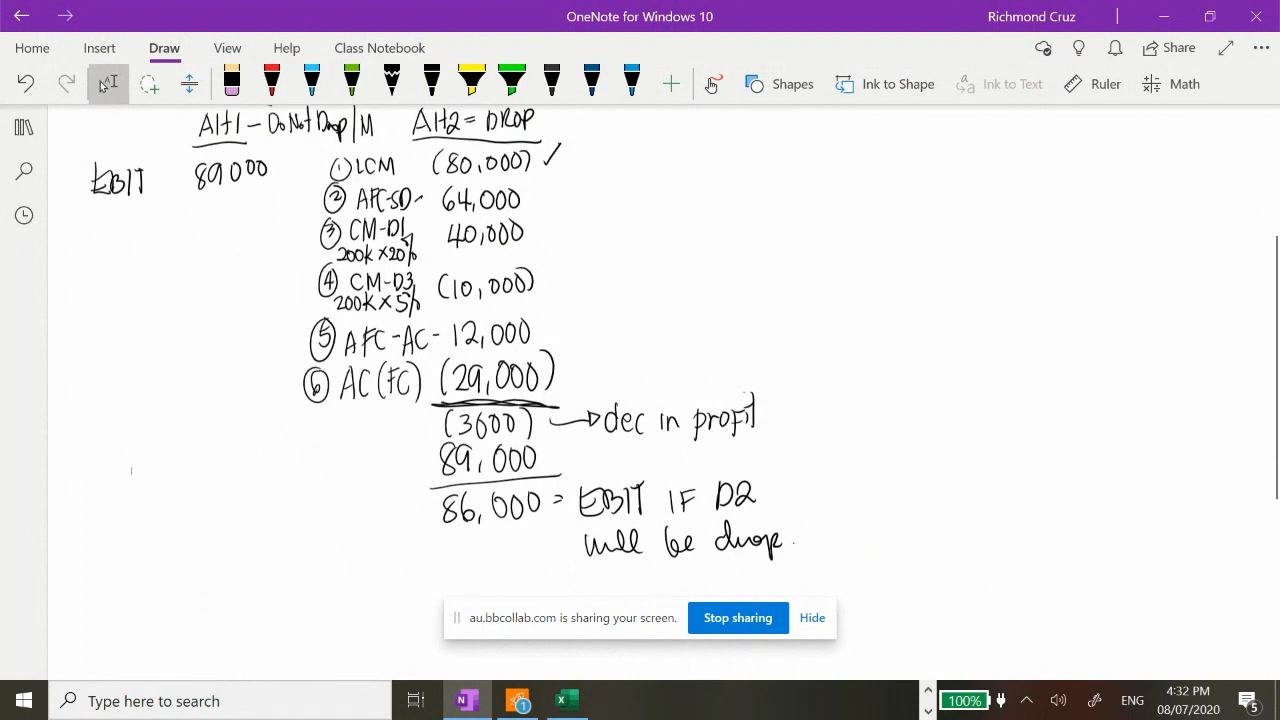 OneNote for Windows 10
Richmond Cruz
Home Insert Draw View Help Class Notebook
Share
Shapes Ink to Shape Ink to Text Ruler Math
Alt1 - Do Not Drop/M Alt2 = DROP
EBIT 89000 ① LCM (80,000) ✓
② AFC-SD- 64,000
③ CM-D1 40,000
200K x 20%
④ CM-D3 (10,000)
200K x 5%
⑤ AFC-AC- 12,000
⑥ AC(FC) (29,000)
(3000) → dec in profit
89,000
86,000 = EBIT IF D2
will be drop.
au.bbcollab.com is sharing your screen. Stop sharing Hide
Type here to search
1
100%
ENG
4:32 PM
08/07/2020
5